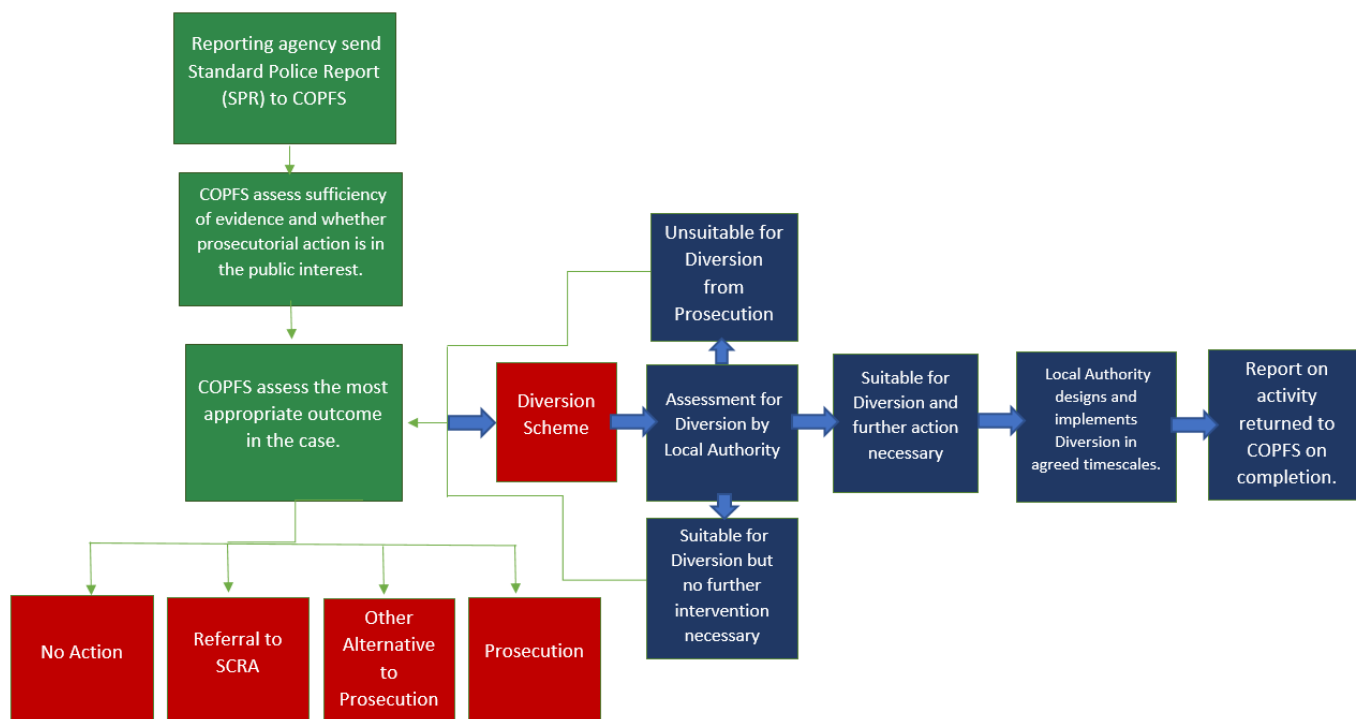 Reporting agency send
Standard Police Report
(SPR) to COPFS
COPFS assess sufficiency
of evidence and whether
prosecutorial action is in
the public interest.
COPFS assess the most
appropriate outcome
in the case.
No Action
Referral to
SCRA
Other
Alternative
to
Prosecution
Prosecution
Diversion
Scheme
Unsuitable for
Diversion
from
Prosecution
Assessment for
Diversion by
Local Authority
Suitable for
Diversion but
no further
intervention
necessary
Suitable for
Diversion and
further action
necessary
Local Authority
designs and
implements
Diversion in
agreed timescales.
Report on
activity
returned to
COPFS on
completion.